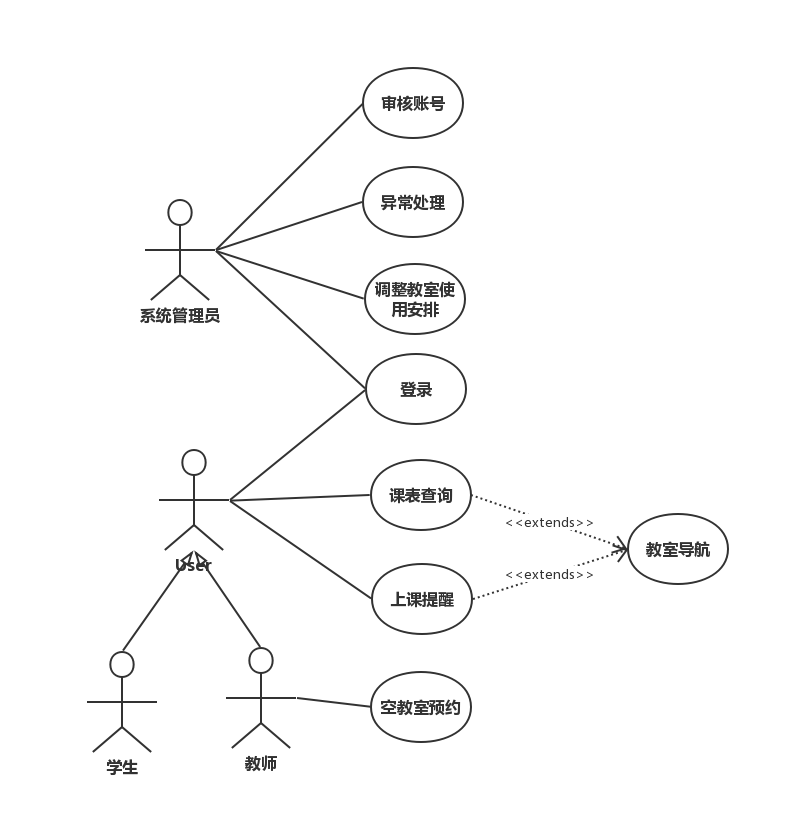 审核账号
异常处理
系统管理员
调整教室使
用安排
登录
User
课表查询
<<extends>>
教室导航
<<extends>>
上课提醒
空教室预约
学生
教师